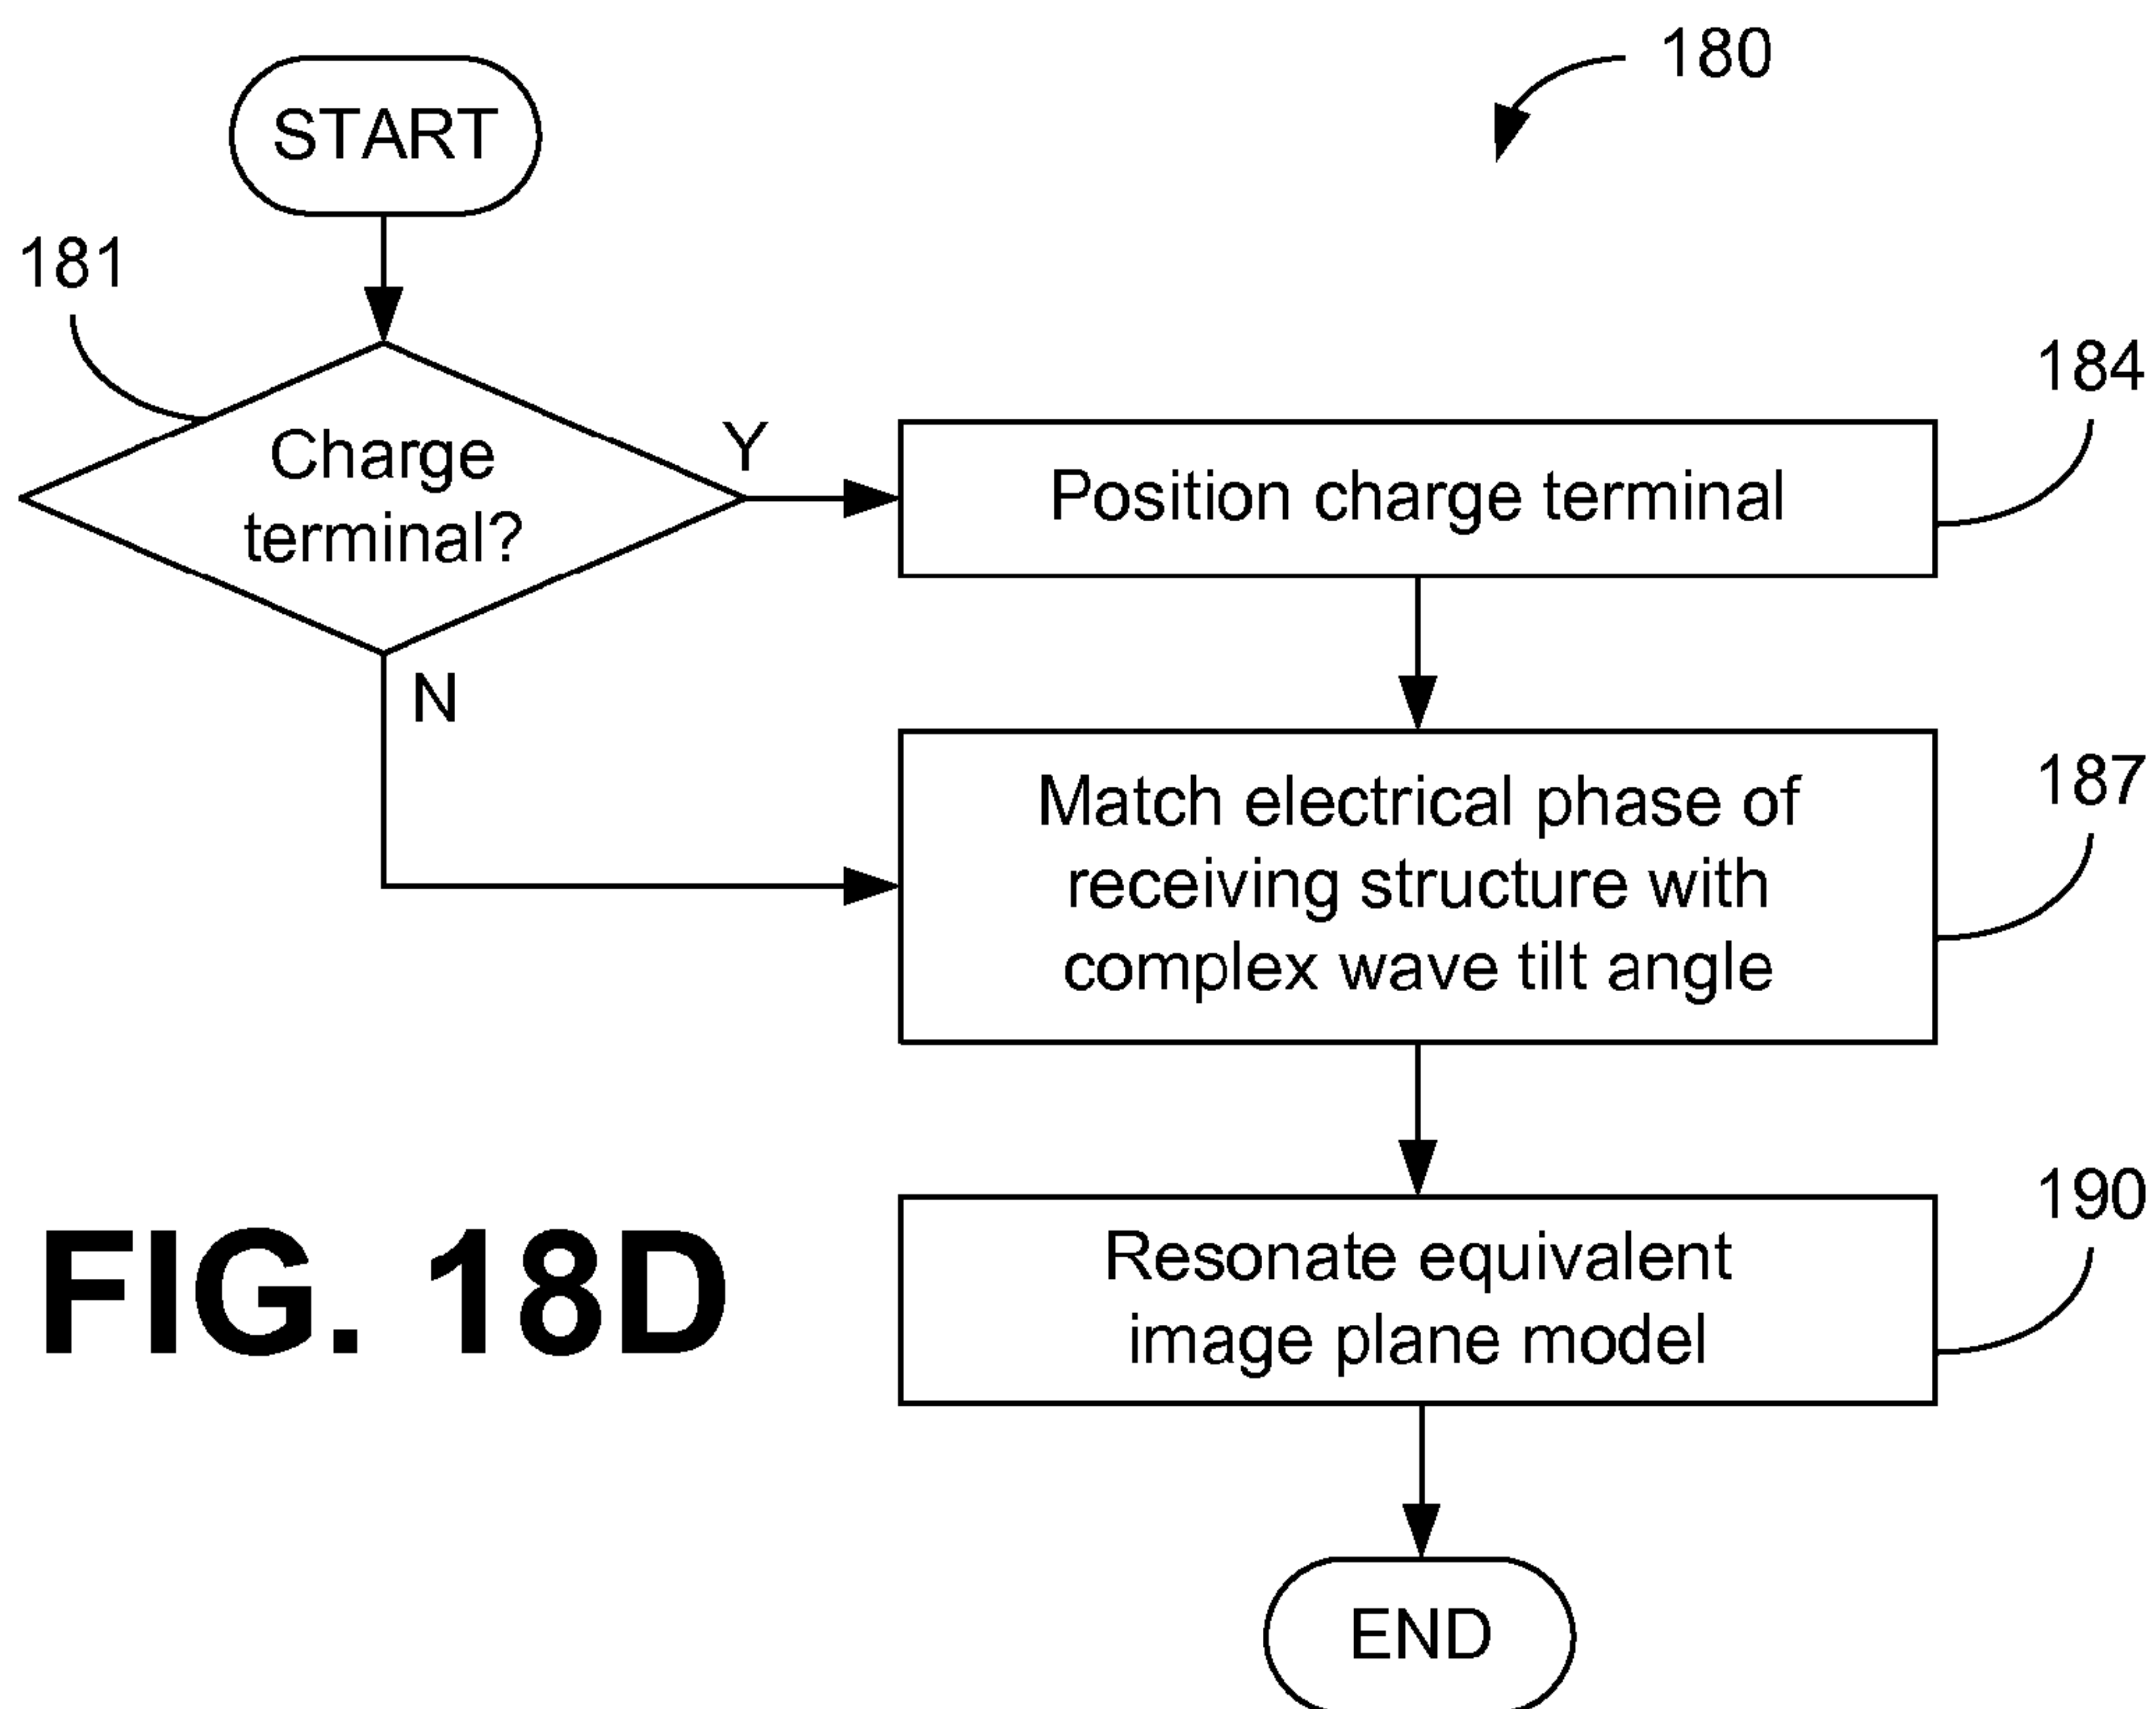 START
180
181
Charge
terminal?
Y
N
184
Position charge terminal
187
Match electrical phase of
receiving structure with
complex wave tilt angle
190
Resonate equivalent
image plane model
FIG. 18D
END